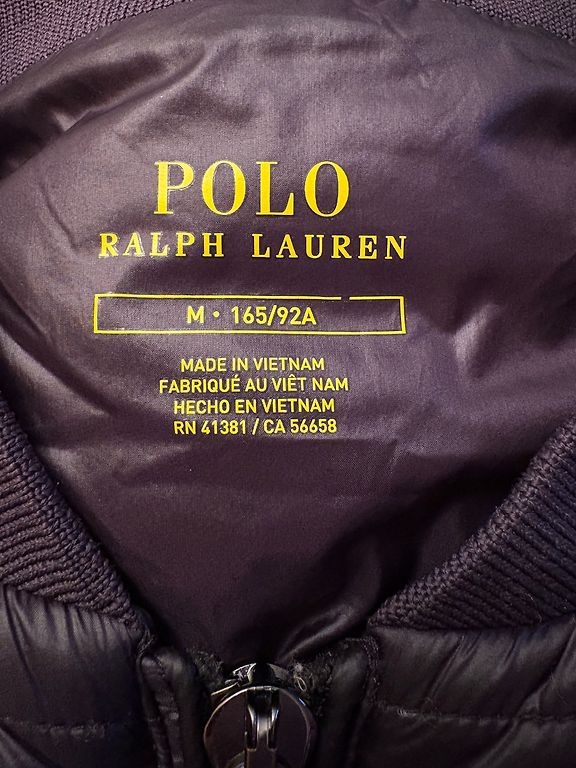 POLO
RALPH LAUREN
M • 165/92A
MADE IN VIETNAM
FABRIQUÉ AU VIÊT NAM
HECHO EN VIETNAM
RN 41381 / CA 56658